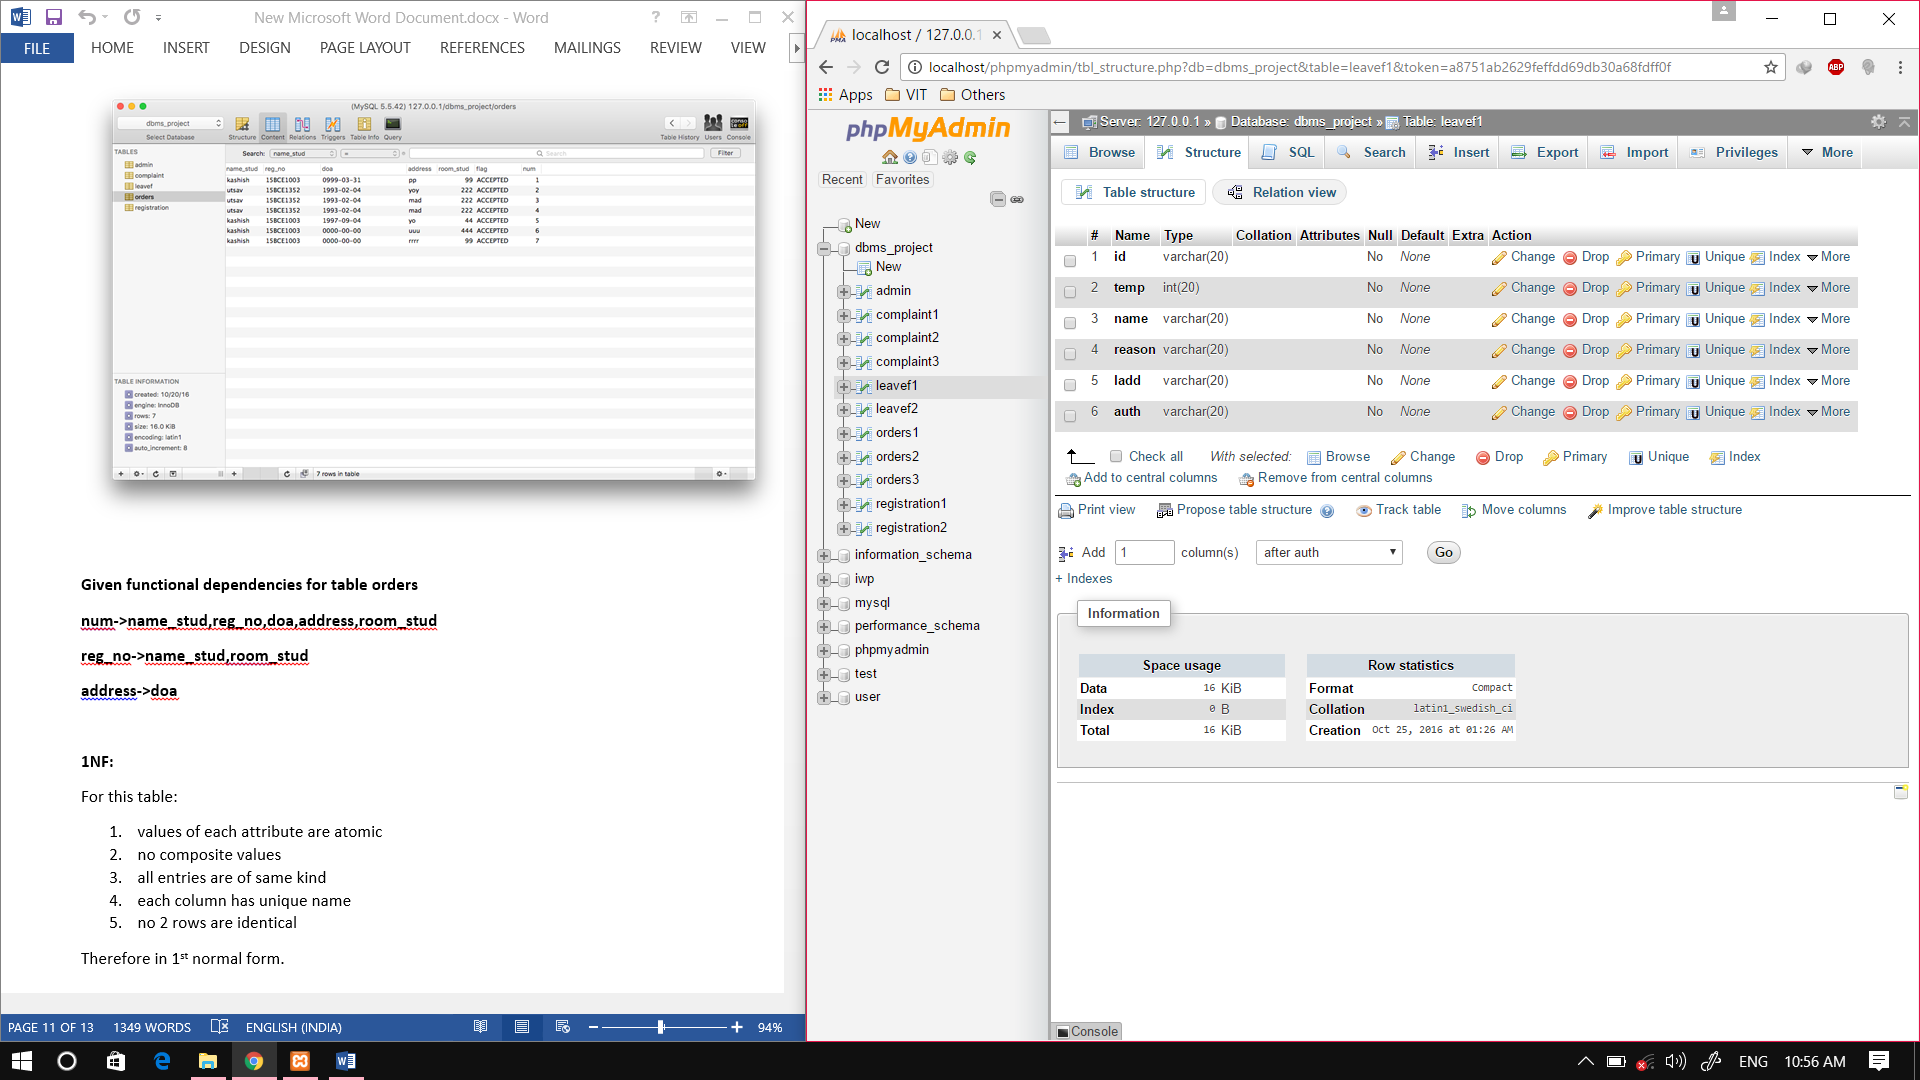 New Microsoft Word Document.docx - Word
FILE HOME INSERT DESIGN PAGE LAYOUT REFERENCES MAILINGS REVIEW VIEW
(MySQL 5.5.42) 127.0.0.1/dbms_project/orders
dbms_project
Select Database Structure Content Relations Triggers Table Info Query Table History Users Console
TABLES
Search: name_stud = Search Filter
admin
complaint
leavef
orders
registration
name_stud reg_no doa address room_stud flag num
kashish 15BCE1003 0999-03-31 pp 99 ACCEPTED 1
utsav 15BCE1352 1993-02-04 yoy 222 ACCEPTED 2
utsav 15BCE1352 1993-02-04 mad 222 ACCEPTED 3
utsav 15BCE1352 1993-02-04 mad 222 ACCEPTED 4
kashish 15BCE1003 1997-09-04 yo 44 ACCEPTED 5
kashish 15BCE1003 0000-00-00 uuu 444 ACCEPTED 6
kashish 15BCE1003 0000-00-00 rrrr 99 ACCEPTED 7
TABLE INFORMATION
created: 10/20/16
engine: InnoDB
rows: 7
size: 16.0 KiB
encoding: latin1
auto_increment: 8
7 rows in table
Given functional dependencies for table orders
num->name_stud,reg_no,doa,address,room_stud
reg_no->name_stud,room_stud
address->doa
1NF:
For this table:
1. values of each attribute are atomic
2. no composite values
3. all entries are of same kind
4. each column has unique name
5. no 2 rows are identical
Therefore in 1st normal form.
PAGE 11 OF 13 1349 WORDS ENGLISH (INDIA) 94%
localhost / 127.0.0.1
localhost/phpmyadmin/tbl_structure.php?db=dbms_project&table=leavef1&token=a8751ab2629feffdd69db30a68fdff0f
ABP
Apps VIT Others
phpMyAdmin
Recent Favorites
New
dbms_project
New
admin
complaint1
complaint2
complaint3
leavef1
leavef2
orders1
orders2
orders3
registration1
registration2
information_schema
iwp
mysql
performance_schema
phpmyadmin
test
user
Server: 127.0.0.1 » Database: dbms_project » Table: leavef1
Browse Structure SQL Search Insert Export Import Privileges More
Table structure Relation view
# Name Type Collation Attributes Null Default Extra Action
1 id varchar(20) No None Change Drop Primary Unique Index More
2 temp int(20) No None Change Drop Primary Unique Index More
3 name varchar(20) No None Change Drop Primary Unique Index More
4 reason varchar(20) No None Change Drop Primary Unique Index More
5 ladd varchar(20) No None Change Drop Primary Unique Index More
6 auth varchar(20) No None Change Drop Primary Unique Index More
Check all With selected: Browse Change Drop Primary Unique Index
Add to central columns Remove from central columns
Print view Propose table structure Track table Move columns Improve table structure
Add 1 column(s) after auth Go
+ Indexes
Information
Space usage
Data 16 KiB
Index 0 B
Total 16 KiB
Row statistics
Format Compact
Collation latin1_swedish_ci
Creation Oct 25, 2016 at 01:26 AM
Console
ENG 10:56 AM